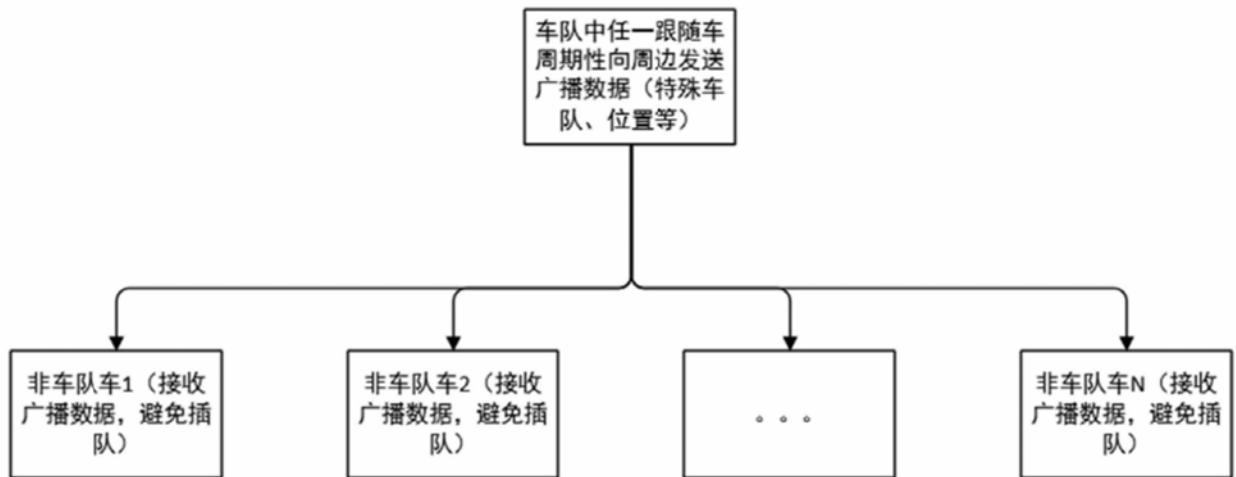 车队中任一跟随车
周期性向周边发送
广播数据（特殊车
队、位置等）
非车队车1（接收
广播数据，避免插
队）
非车队车2（接收
广播数据，避免插
队）
。。。
非车队车N（接收
广播数据，避免插
队）